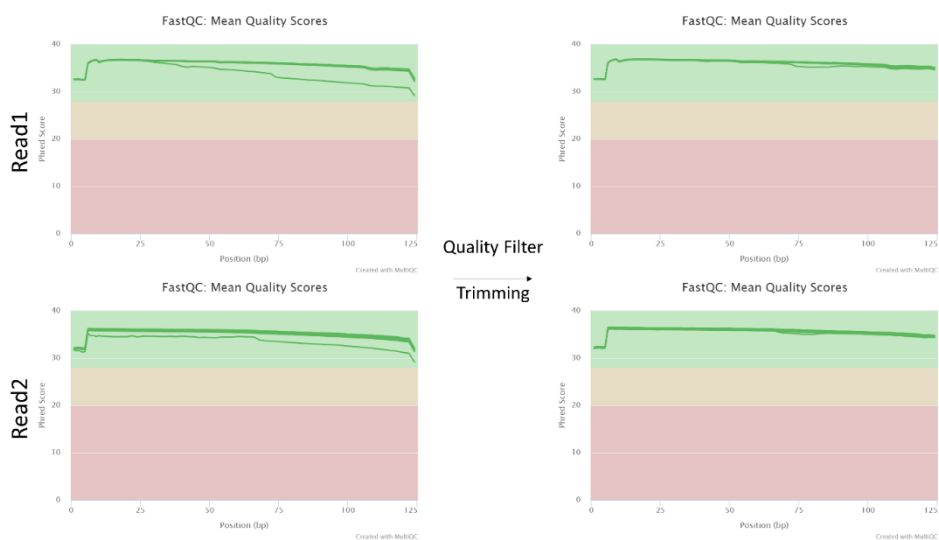 FastQC: Mean Quality Scores
40
30
20
10
0
Phred Score
0
25
50
75
100
125
Position (bp)
Created with MultiQC
Read1
FastQC: Mean Quality Scores
40
30
20
10
0
Phred Score
0
25
50
75
100
125
Position (bp)
Created with MultiQC
Quality Filter
Trimming
FastQC: Mean Quality Scores
40
30
20
10
0
Phred Score
0
25
50
75
100
125
Position (bp)
Created with MultiQC
Read2
FastQC: Mean Quality Scores
40
30
20
10
0
Phred Score
0
25
50
75
100
125
Position (bp)
Created with MultiQC